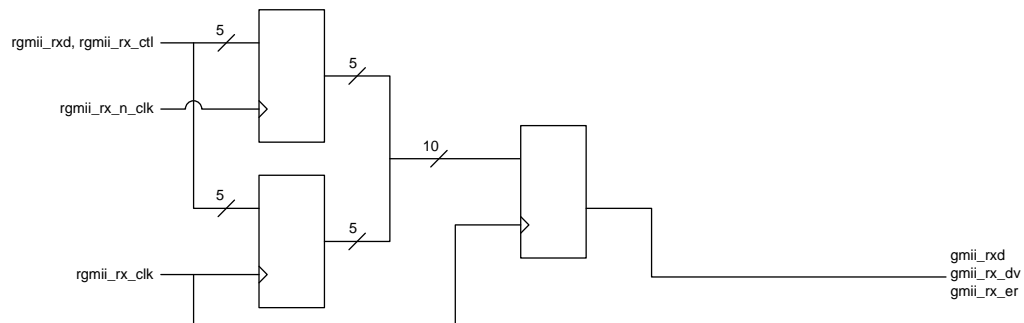 5
rgmii_rxd, rgmii_rx_ctl
5
rgmii_rx_n_clk
10
5
5
rgmii_rx_clk
gmii_rxd
gmii_rx_dv
gmii_rx_er